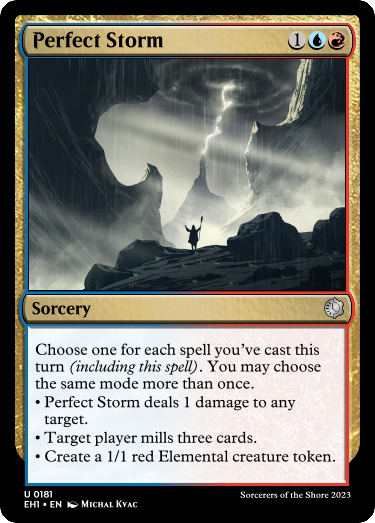 Perfect Storm 1
Sorcery
Choose one for each spell you've cast this
turn (including this spell). You may choose
the same mode more than once.
• Perfect Storm deals 1 damage to any
target.
• Target player mills three cards.
• Create a 1/1 red Elemental creature token.
U 0181
EH1 • EN Michal Kvac
Sorcerers of the Shore 2023